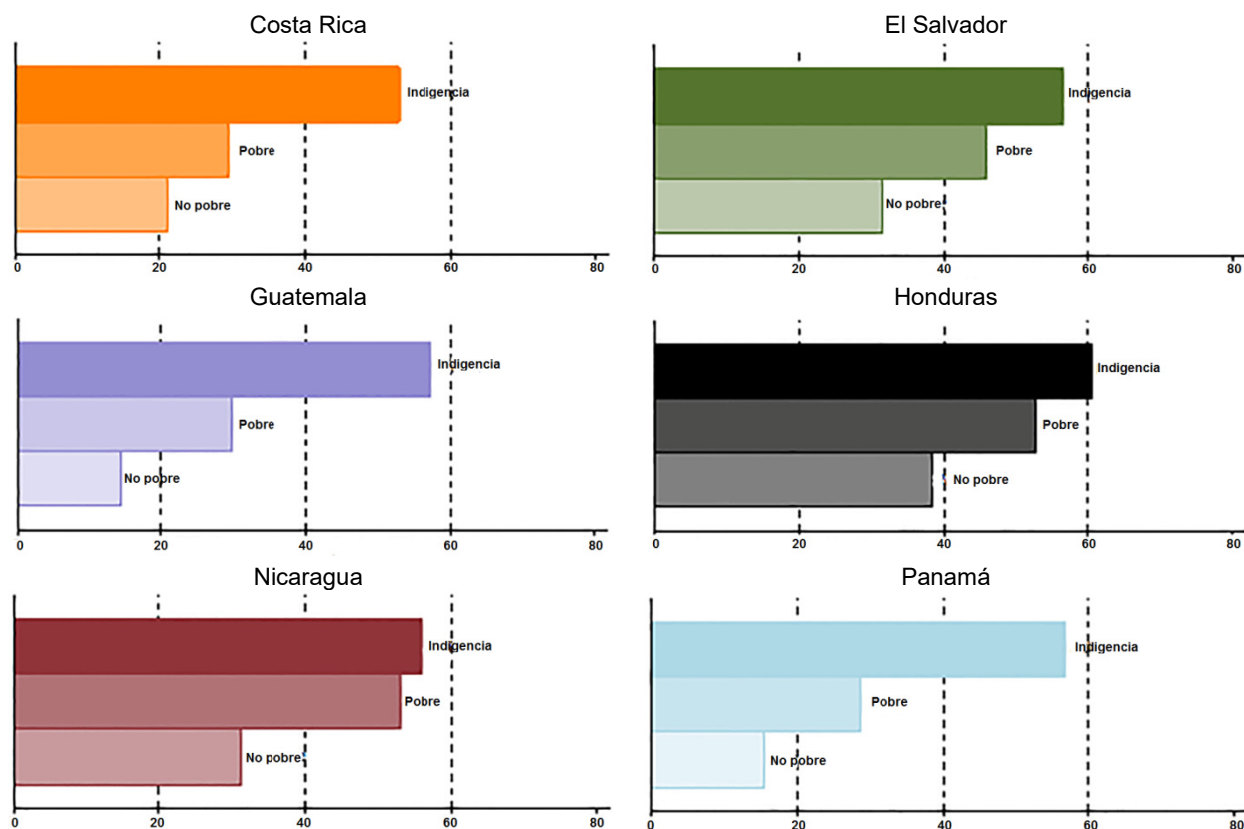 Costa Rica
Indigencia
Pobre
No pobre
0 20 40 60 80
El Salvador
Indigencia
Pobre
No pobre
0 20 40 60 80
Guatemala
Indigencia
Pobre
No pobre
0 20 40 60 80
Honduras
Indigencia
Pobre
No pobre
0 20 40 60 80
Nicaragua
Indigencia
Pobre
No pobre
0 20 40 60 80
Panamá
Indigencia
Pobre
No pobre
0 20 40 60 80